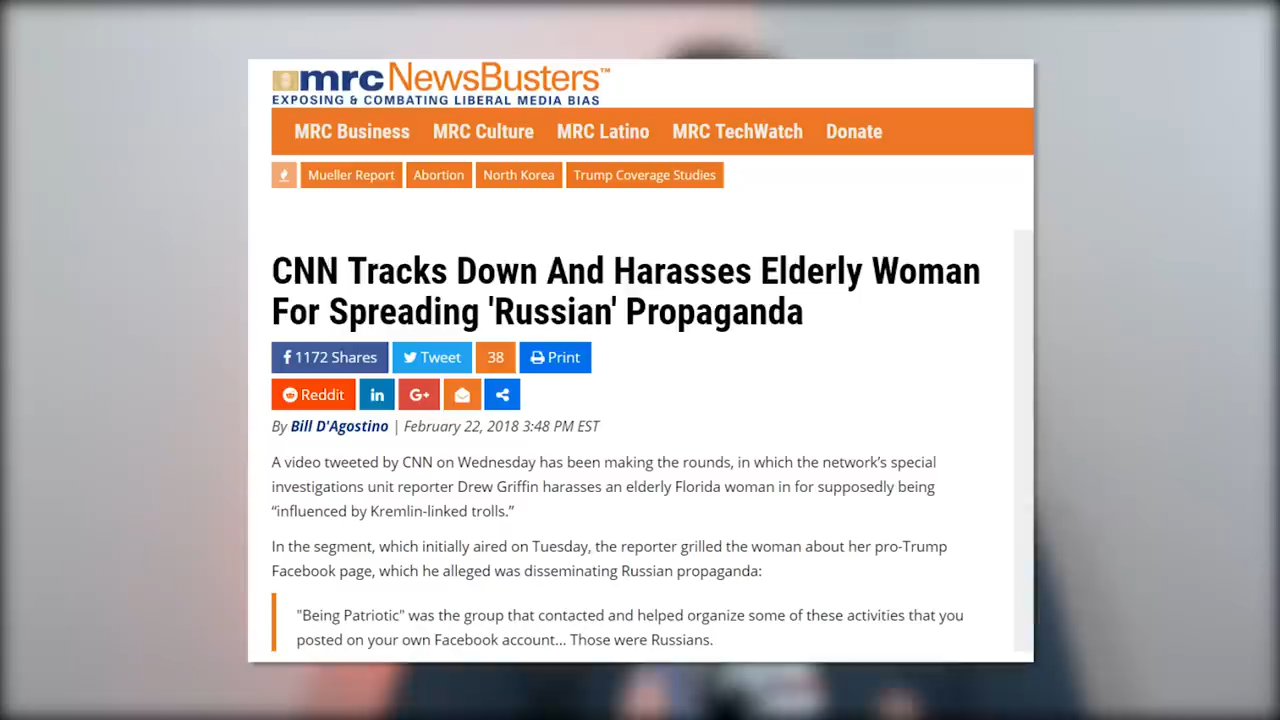 mrcNewsBusters™
EXPOSING & COMBATING LIBERAL MEDIA BIAS
MRC Business MRC Culture MRC Latino MRC TechWatch Donate
Mueller Report Abortion North Korea Trump Coverage Studies
CNN Tracks Down And Harasses Elderly Woman
For Spreading 'Russian' Propaganda
1172 Shares Tweet 38 Print
Reddit in G+
By Bill D'Agostino | February 22, 2018 3:48 PM EST
A video tweeted by CNN on Wednesday has been making the rounds, in which the network's special
investigations unit reporter Drew Griffin harasses an elderly Florida woman in for supposedly being
“influenced by Kremlin-linked trolls.”
In the segment, which initially aired on Tuesday, the reporter grilled the woman about her pro-Trump
Facebook page, which he alleged was disseminating Russian propaganda:
"Being Patriotic" was the group that contacted and helped organize some of these activities that you
posted on your own Facebook account... Those were Russians.